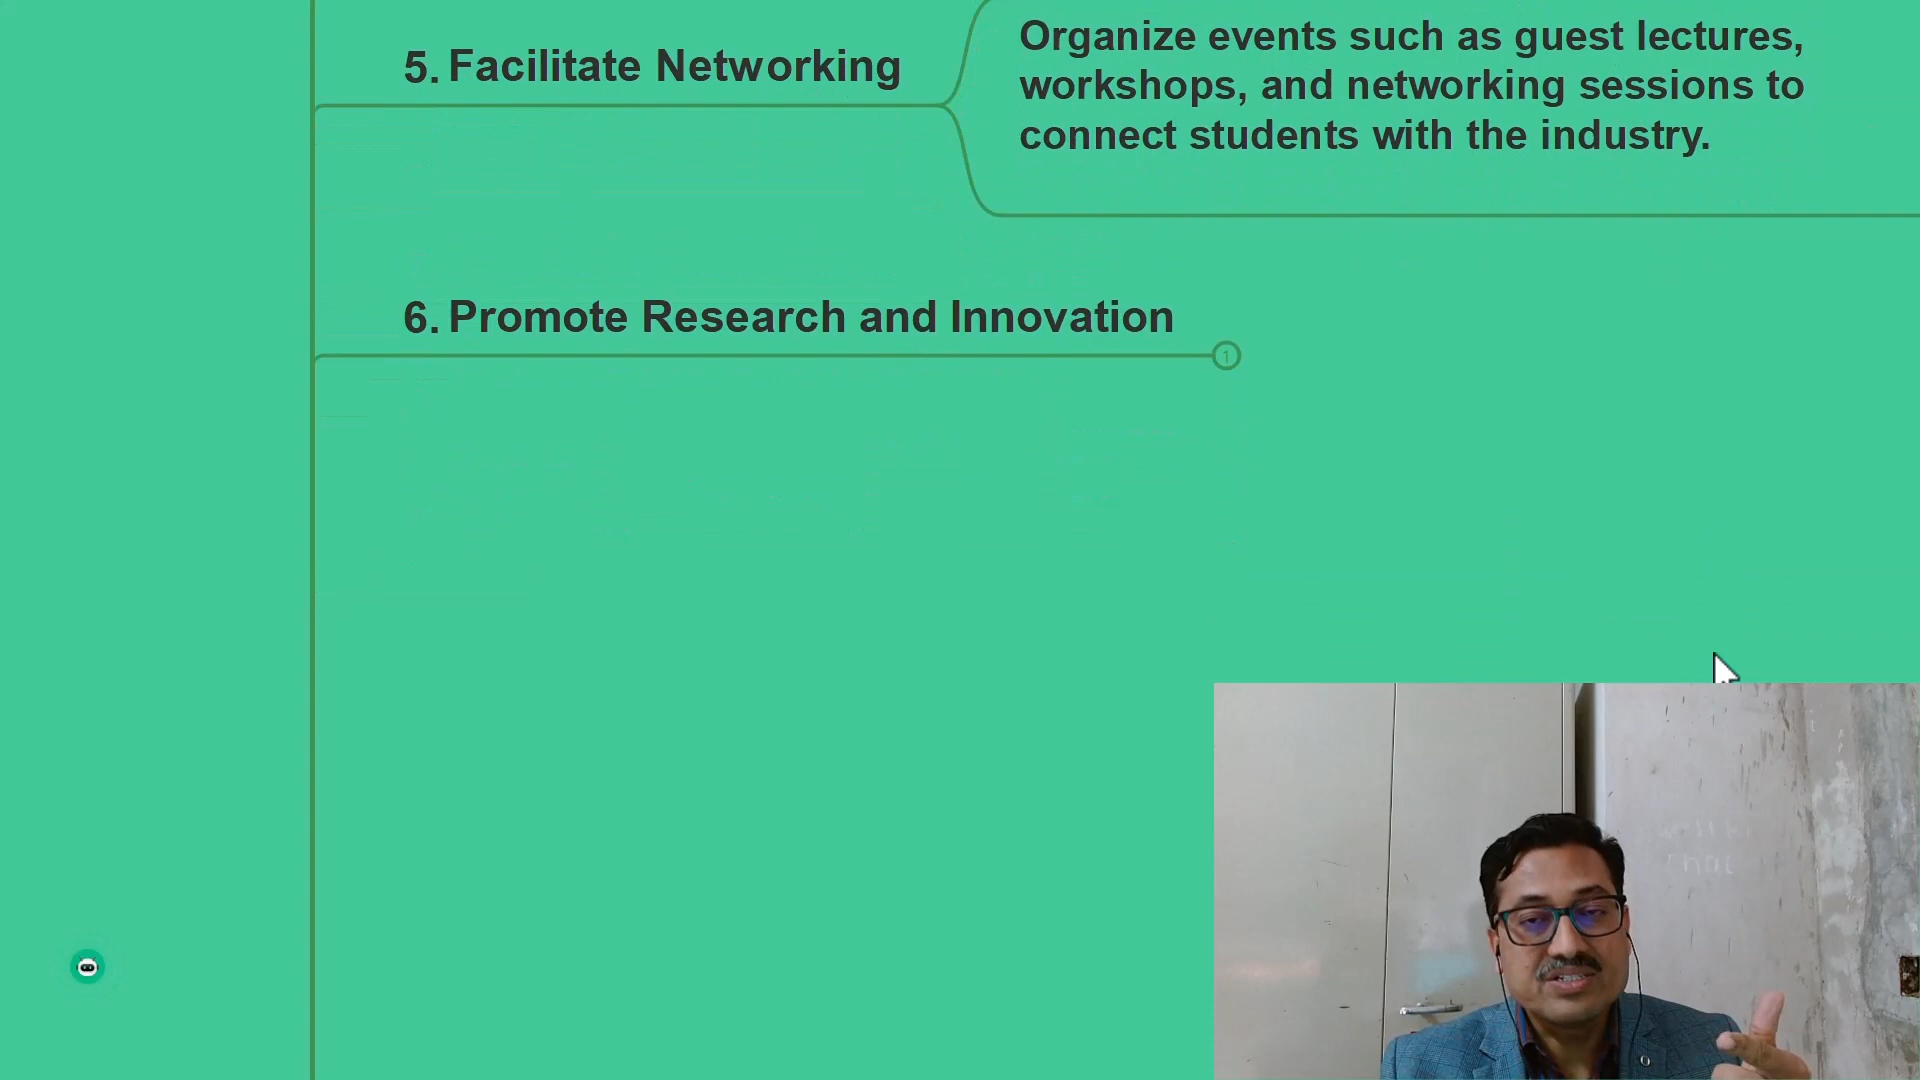 5. Facilitate Networking
Organize events such as guest lectures,
workshops, and networking sessions to
connect students with the industry.
6. Promote Research and Innovation
1